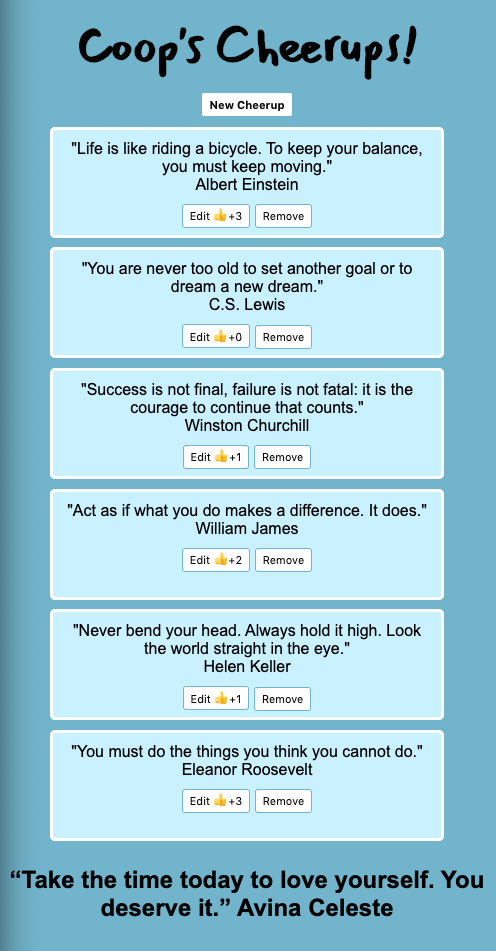 Coop's Cheerups!
New Cheerup
"Life is like riding a bicycle. To keep your balance,
you must keep moving."
Albert Einstein
Edit 👍+3 Remove
"You are never too old to set another goal or to
dream a new dream."
C.S. Lewis
Edit 👍+0 Remove
"Success is not final, failure is not fatal: it is the
courage to continue that counts."
Winston Churchill
Edit 👍+1 Remove
"Act as if what you do makes a difference. It does."
William James
Edit 👍+2 Remove
"Never bend your head. Always hold it high. Look
the world straight in the eye."
Helen Keller
Edit 👍+1 Remove
"You must do the things you think you cannot do."
Eleanor Roosevelt
Edit 👍+3 Remove
“Take the time today to love yourself. You
deserve it.” Avina Celeste